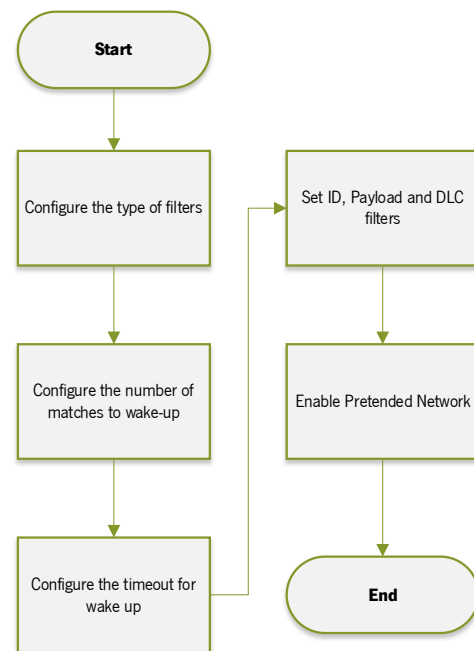 Start
Configure the type of filters
Configure the number of
matches to wake-up
Configure the timeout for
wake up
Set ID, Payload and DLC
filters
Enable Pretended Network
End